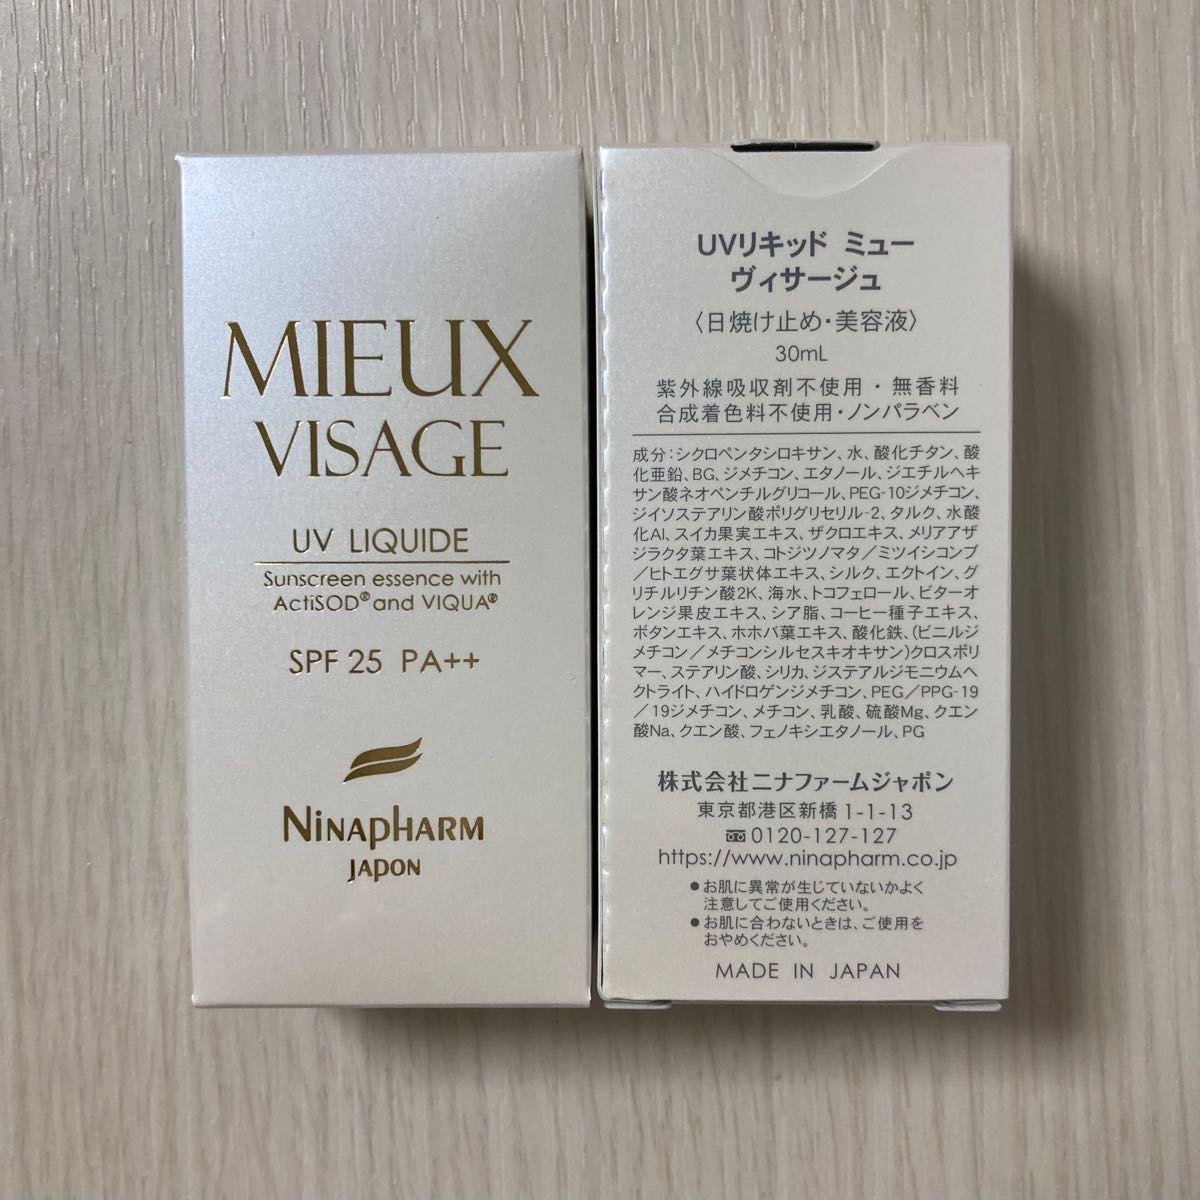 MIEUX
VISAGE
UV LIQUIDE
Sunscreen essence with
ActiSOD® and VIQUA®
SPF 25 PA++
NINAPHARM
JAPON
UVリキッド ミュー
ヴィサージュ
〈日焼け止め・美容液〉
30mL
紫外線吸収剤不使用・無香料
合成着色料不使用・ノンパラベン
成分:シクロペンタシロキサン、水、酸化チタン、酸
化亜鉛、BG、ジメチコン、エタノール、ジエチルヘキ
サン酸ネオペンチルグリコール、PEG-10ジメチコン、
ジイソステアリン酸ポリグリセリル-2、タルク、水酸
化Al、スイカ果実エキス、ザクロエキス、メリアアザ
ジラクタ葉エキス、コトジツノマタ/ミツイシコンブ
/ヒトエグサ葉状体エキス、シルク、エクトイン、グ
リチルリチン酸2K、海水、トコフェロール、ビターオ
レンジ果皮エキス、シア脂、コーヒー種子エキス、
ボタンエキス、ホホバ葉エキス、酸化鉄、(ビニルジ
メチコン/メチコンシルセスキオキサン)クロスポリ
マー、ステアリン酸、シリカ、ジステアルジモニウムヘ
クトライト、ハイドロゲンジメチコン、PEG/PPG-19
/19ジメチコン、メチコン、乳酸、硫酸Mg、クエン
酸Na、クエン酸、フェノキシエタノール、PG
株式会社ニナファームジャポン
東京都港区新橋1-1-13
0120-127-127
https://www.ninapharm.co.jp
●お肌に異常が生じていないかよく
注意してご使用ください。
●お肌に合わないときは、ご使用を
おやめください。
MADE IN JAPAN